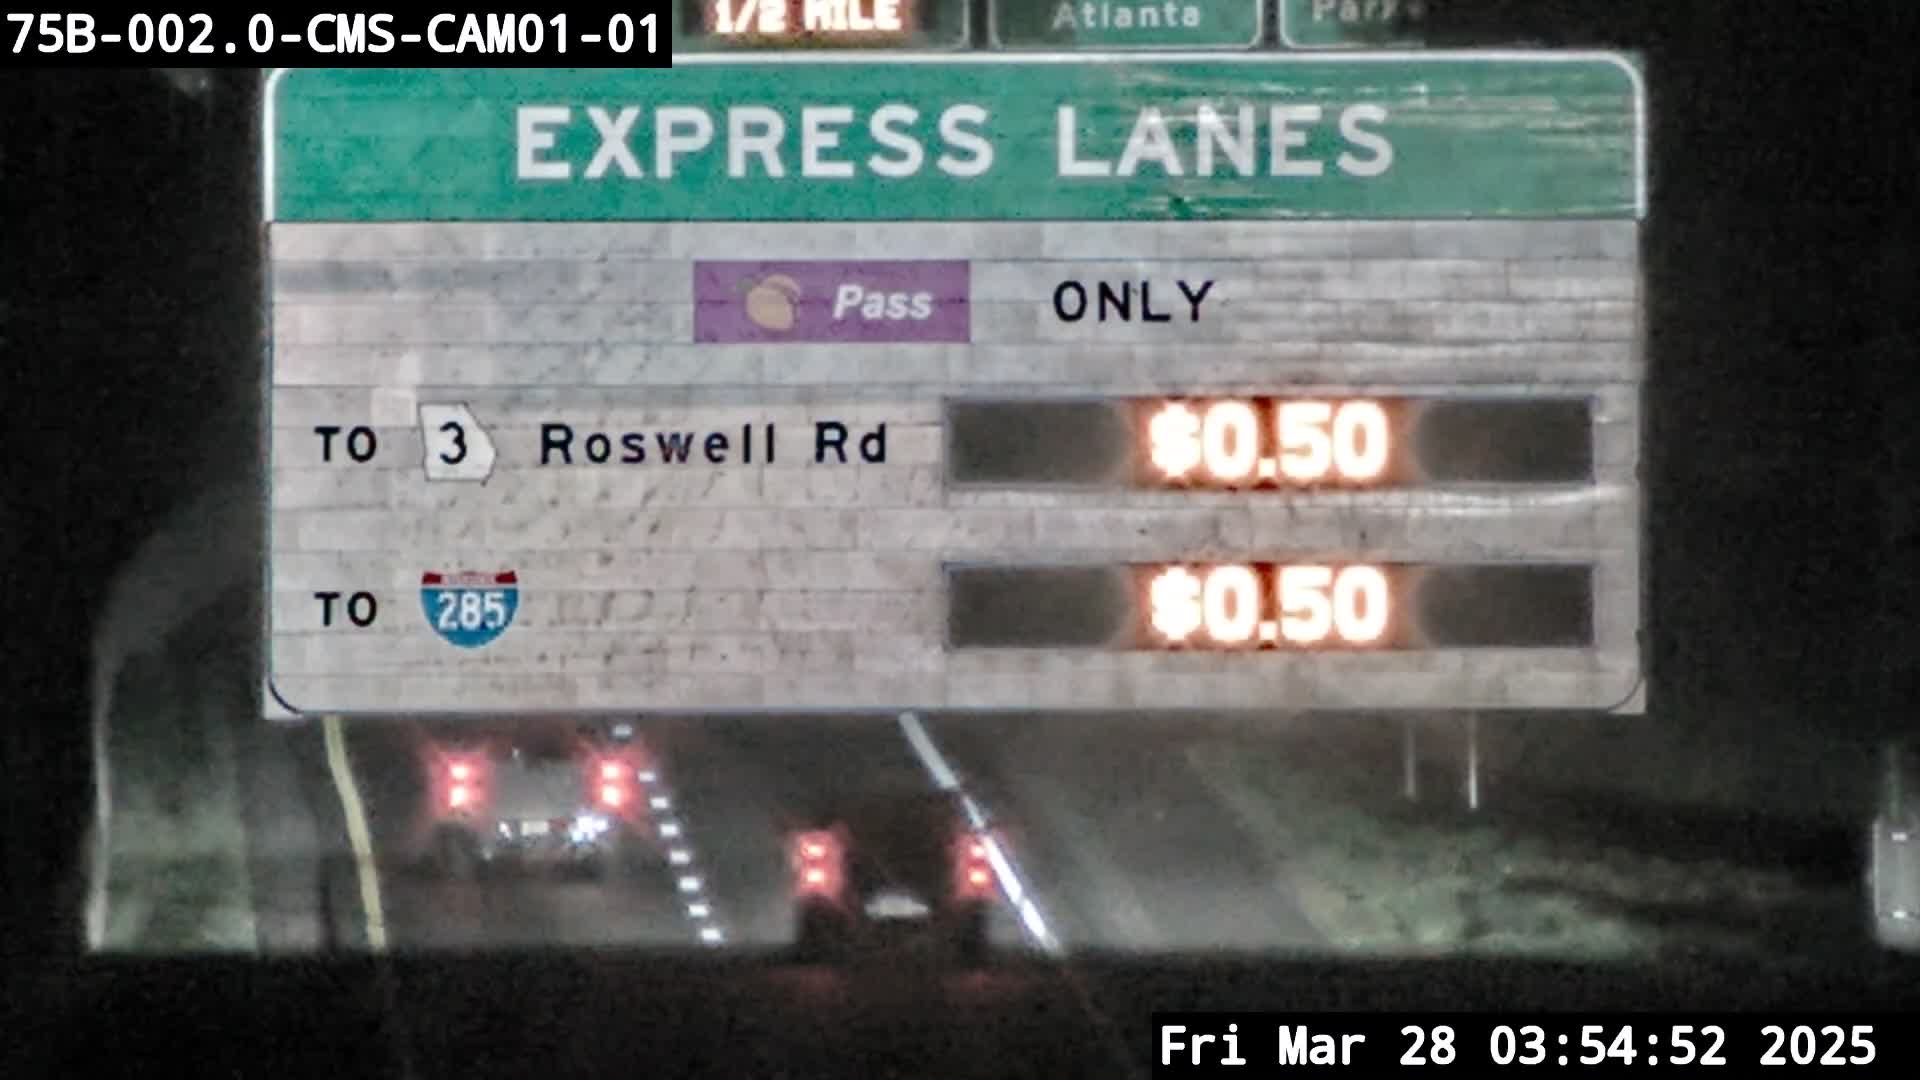 75B-002.0-CMS-CAM01-01
1/2 MILE
Atlanta
EXPRESS LANES
Pass ONLY
TO 3 Roswell Rd $0.50
TO 285 $0.50
Fri Mar 28 03:54:52 2025